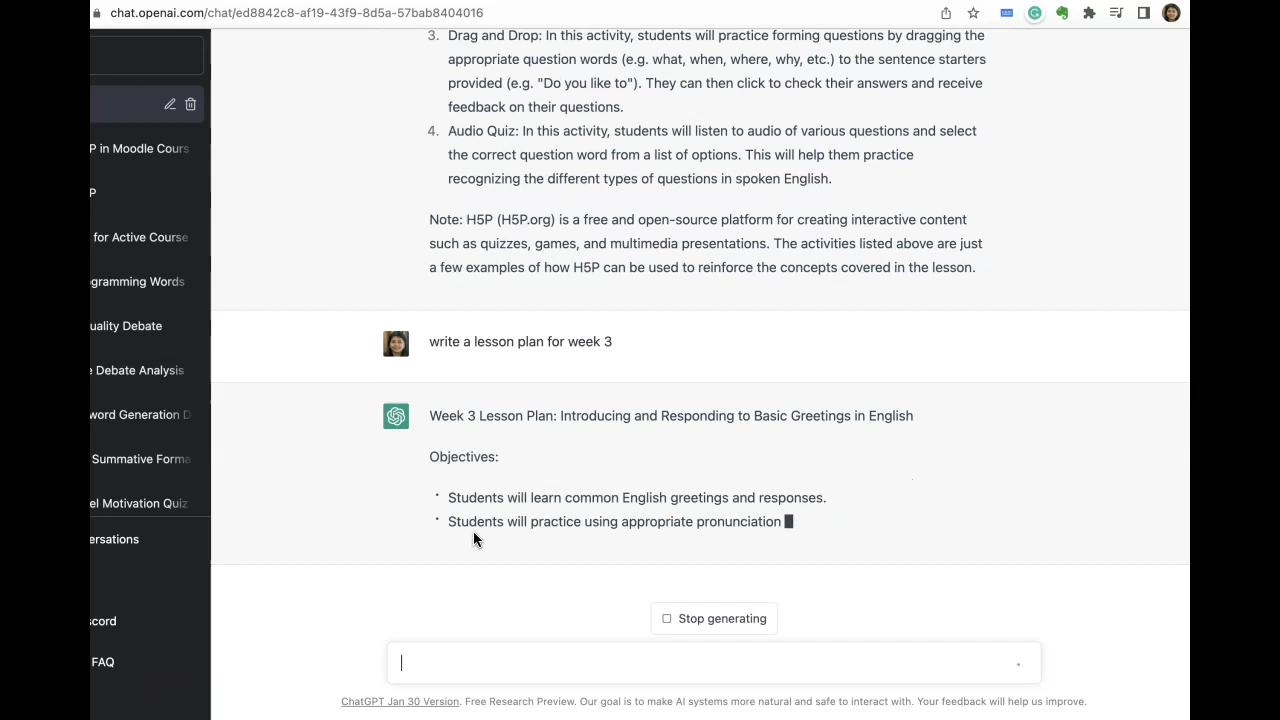 chat.openai.com/chat/ed8842c8-af19-43f9-8d5a-57bab8404016
3. Drag and Drop: In this activity, students will practice forming questions by dragging the
appropriate question words (e.g. what, when, where, why, etc.) to the sentence starters
provided (e.g. "Do you like to"). They can then click to check their answers and receive
feedback on their questions.
4. Audio Quiz: In this activity, students will listen to audio of various questions and select
the correct question word from a list of options. This will help them practice
recognizing the different types of questions in spoken English.
Note: H5P (H5P.org) is a free and open-source platform for creating interactive content
such as quizzes, games, and multimedia presentations. The activities listed above are just
a few examples of how H5P can be used to reinforce the concepts covered in the lesson.
write a lesson plan for week 3
Week 3 Lesson Plan: Introducing and Responding to Basic Greetings in English
Objectives:
• Students will learn common English greetings and responses.
• Students will practice using appropriate pronunciation
Stop generating
ChatGPT Jan 30 Version. Free Research Preview. Our goal is to make AI systems more natural and safe to interact with. Your feedback will help us improve.
P in Moodle Cours
P
for Active Course
gramming Words
uality Debate
e Debate Analysis
word Generation D
Summative Forma
el Motivation Quiz
ersations
scord
FAQ